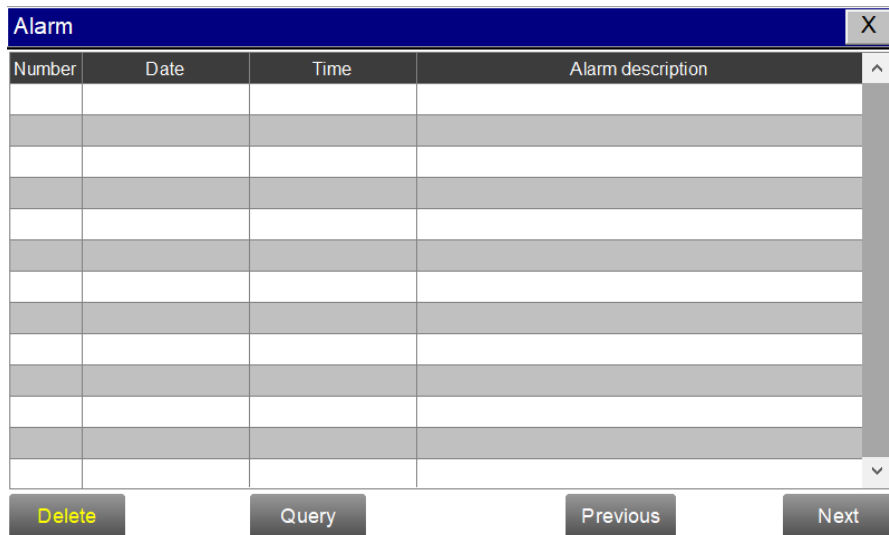 Alarm X
Number Date Time Alarm description
Delete Query Previous Next